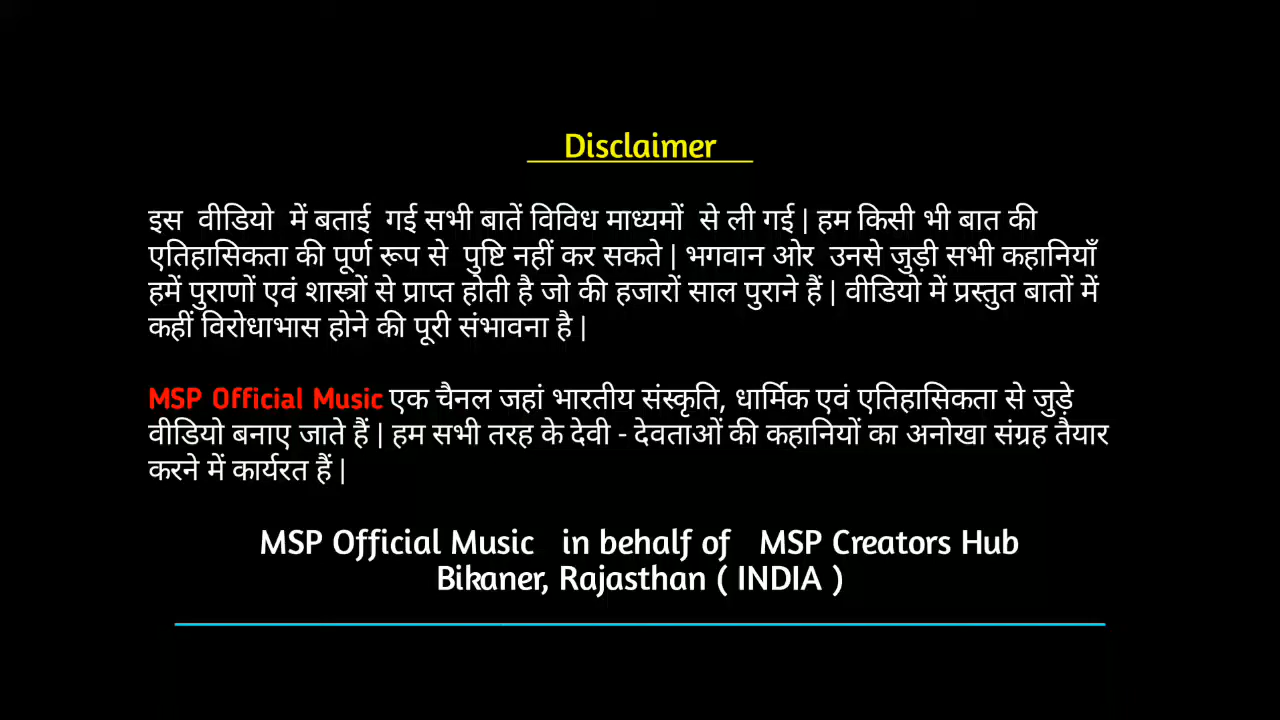 Disclaimer
इस वीडियो में बताई गई सभी बातें विविध माध्यमों से ली गई | हम किसी भी बात की
एतिहासिकता की पूर्ण रूप से पुष्टि नहीं कर सकते | भगवान ओर उनसे जुड़ी सभी कहानियाँ
हमें पुराणों एवं शास्त्रों से प्राप्त होती है जो की हजारों साल पुराने हैं | वीडियो में प्रस्तुत बातों में
कहीं विरोधाभास होने की पूरी संभावना है |
MSP Official Music एक चैनल जहां भारतीय संस्कृति, धार्मिक एवं एतिहासिकता से जुड़े
वीडियो बनाए जाते हैं | हम सभी तरह के देवी - देवताओं की कहानियों का अनोखा संग्रह तैयार
करने में कार्यरत हैं |
MSP Official Music in behalf of MSP Creators Hub
Bikaner, Rajasthan ( INDIA )